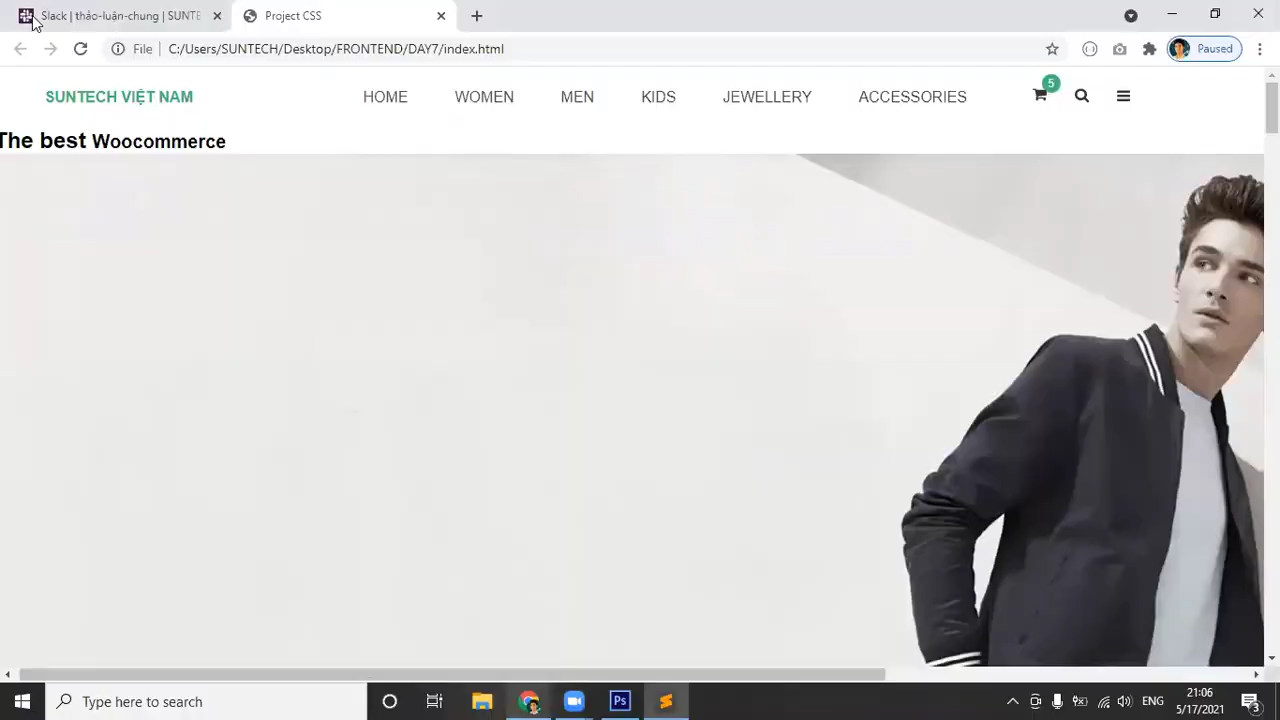 Slack | thảo-luận-chung | SUNTE
Project CSS
File C:/Users/SUNTECH/Desktop/FRONTEND/DAY7/index.html
Paused
SUNTECH VIỆT NAM
HOME WOMEN MEN KIDS JEWELLERY ACCESSORIES
5
The best Woocommerce
Type here to search
Ps
ENG
21:06
5/17/2021
3